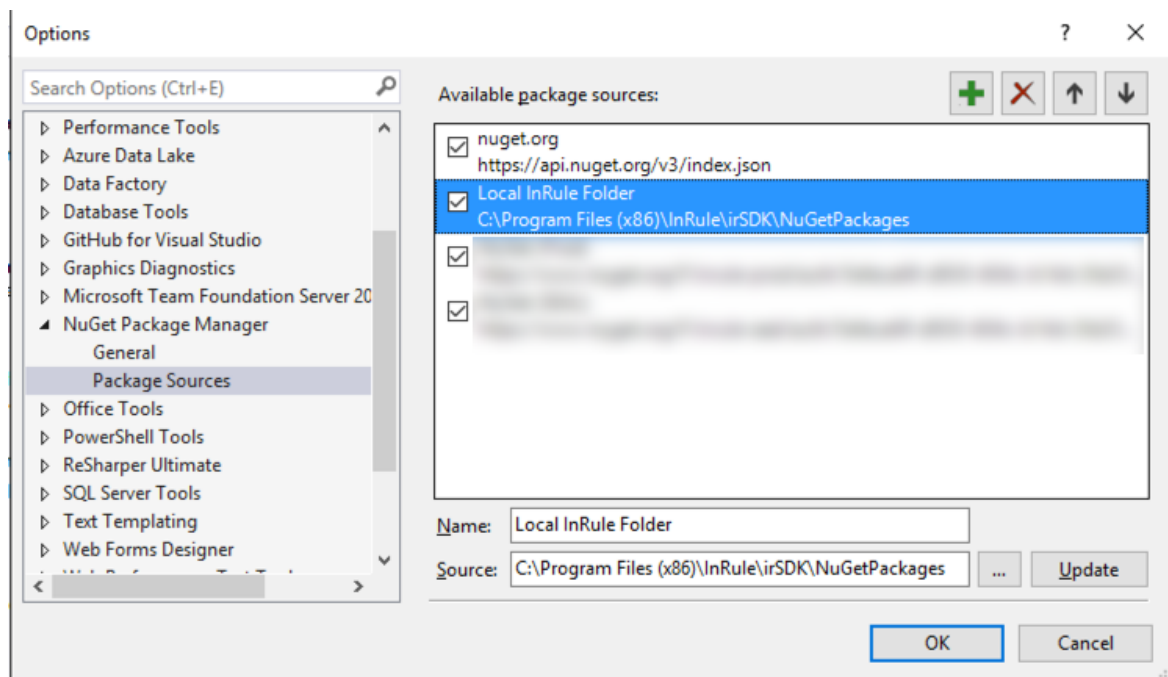 Options
?
Search Options (Ctrl+E)
Performance Tools
Azure Data Lake
Data Factory
Database Tools
GitHub for Visual Studio
Graphics Diagnostics
Microsoft Team Foundation Server 20
NuGet Package Manager
General
Package Sources
Office Tools
PowerShell Tools
ReSharper Ultimate
SQL Server Tools
Text Templating
Web Forms Designer
Available package sources:
nuget.org
https://api.nuget.org/v3/index.json
Local InRule Folder
C:\Program Files (x86)\InRule\irSDK\NuGetPackages
Name: Local InRule Folder
Source: C:\Program Files (x86)\InRule\irSDK\NuGetPackages ... Update
OK Cancel